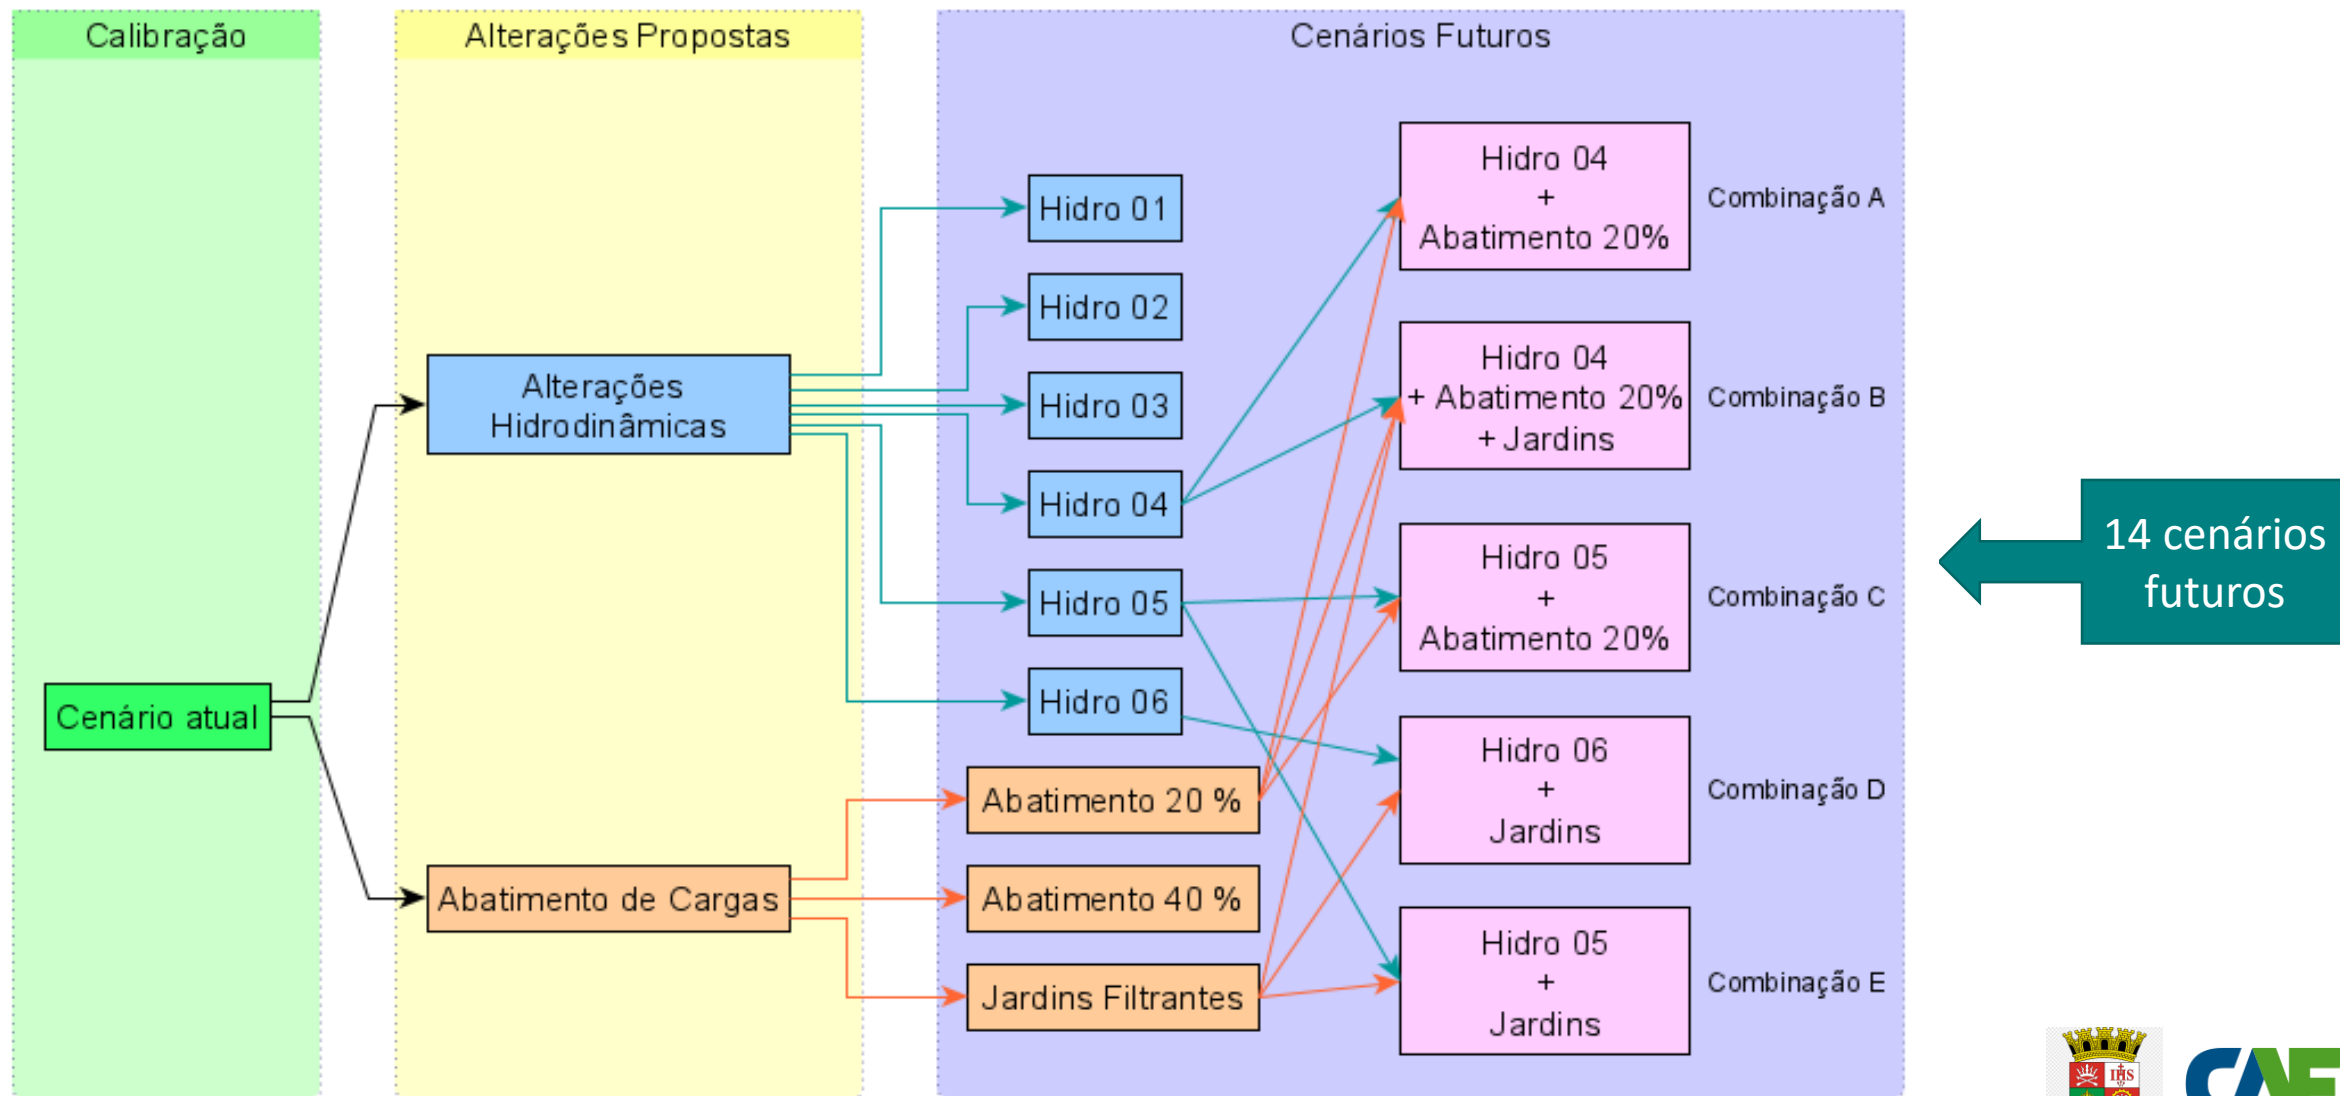 Calibração
Alterações Propostas
Cenários Futuros
Cenário atual
Alterações
Hidrodinâmicas
Abatimento de Cargas
Hidro 01
Hidro 02
Hidro 03
Hidro 04
Hidro 05
Hidro 06
Abatimento 20 %
Abatimento 40 %
Jardins Filtrantes
Hidro 04
+
Abatimento 20%
Combinação A
Hidro 04
+ Abatimento 20%
+ Jardins
Combinação B
Hidro 05
+
Abatimento 20%
Combinação C
Hidro 06
+
Jardins
Combinação D
Hidro 05
+
Jardins
Combinação E
14 cenários
futuros
IHS